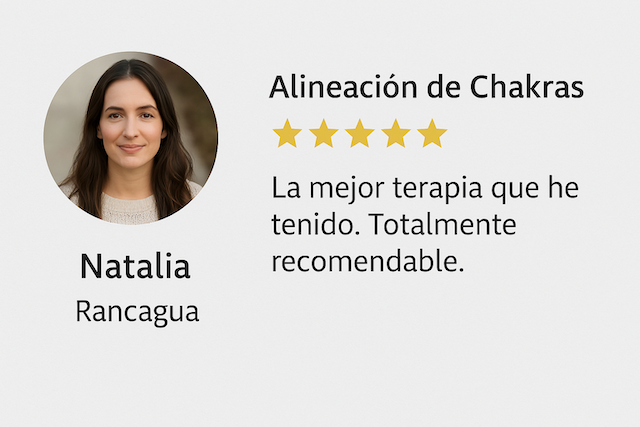 Alineación de Chakras
La mejor terapia que he
tenido. Totalmente
recomendable.
Natalia
Rancagua